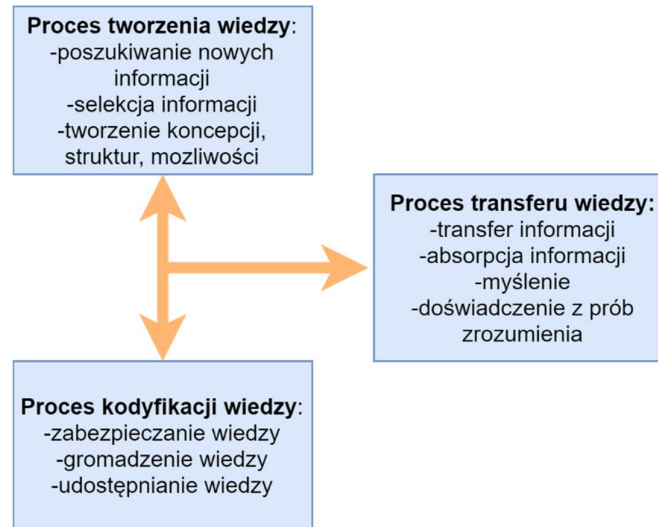 Proces tworzenia wiedzy:
-poszukiwanie nowych
informacji
-selekcja informacji
-tworzenie koncepcji,
struktur, mozliwości
Proces transferu wiedzy:
-transfer informacji
-absorpcja informacji
-myślenie
-doświadczenie z prób
zrozumienia
Proces kodyfikacji wiedzy:
-zabezpieczanie wiedzy
-gromadzenie wiedzy
-udostępnianie wiedzy